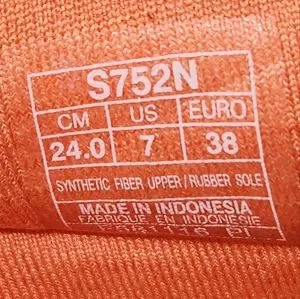 S752N
CM US EURO
24.0 7 38
SYNTHETIC FIBER UPPER/RUBBER SOLE
MADE IN INDONESIA
FABRIQUE EN INDONESIE